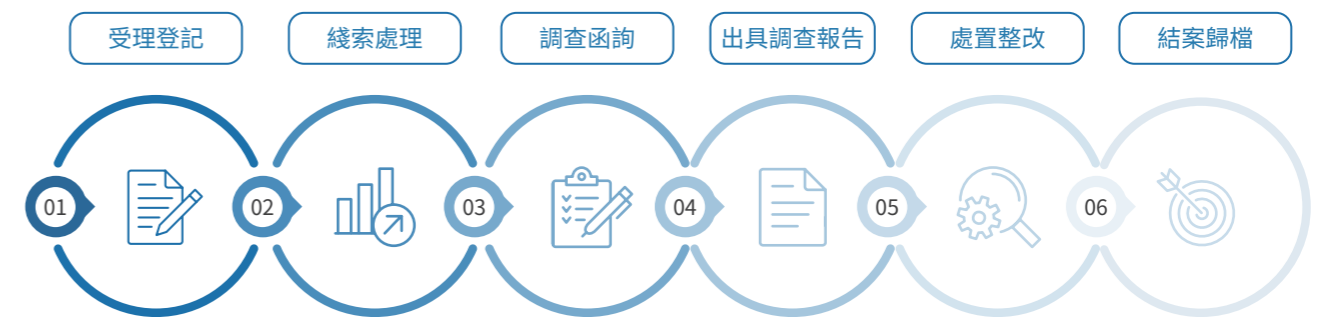 受理登記
綫索處理
調查函詢
出具調查報告
處置整改
結案歸檔
01
02
03
04
05
06